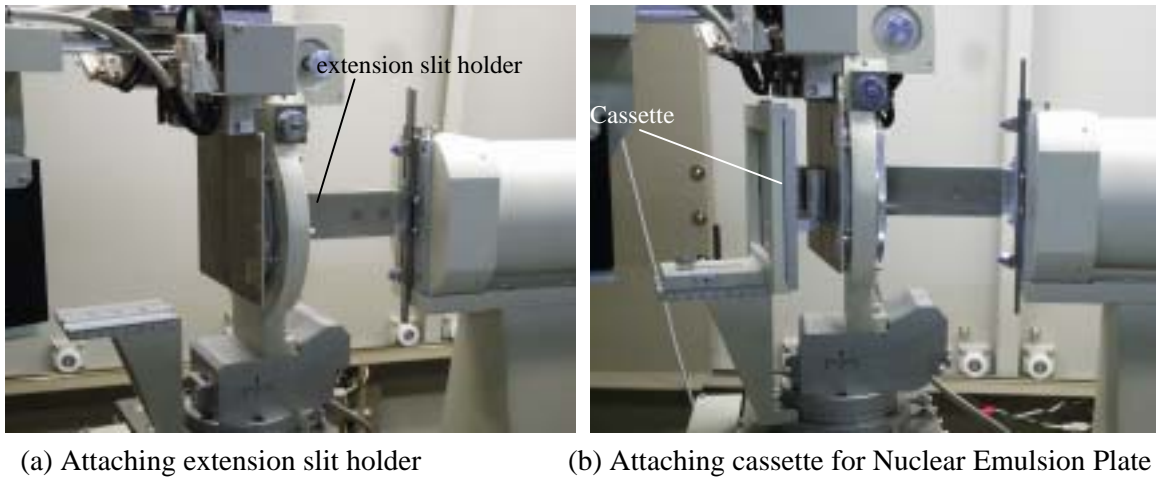 extension slit holder
Cassette
(a) Attaching extension slit holder
(b) Attaching cassette for Nuclear Emulsion Plate